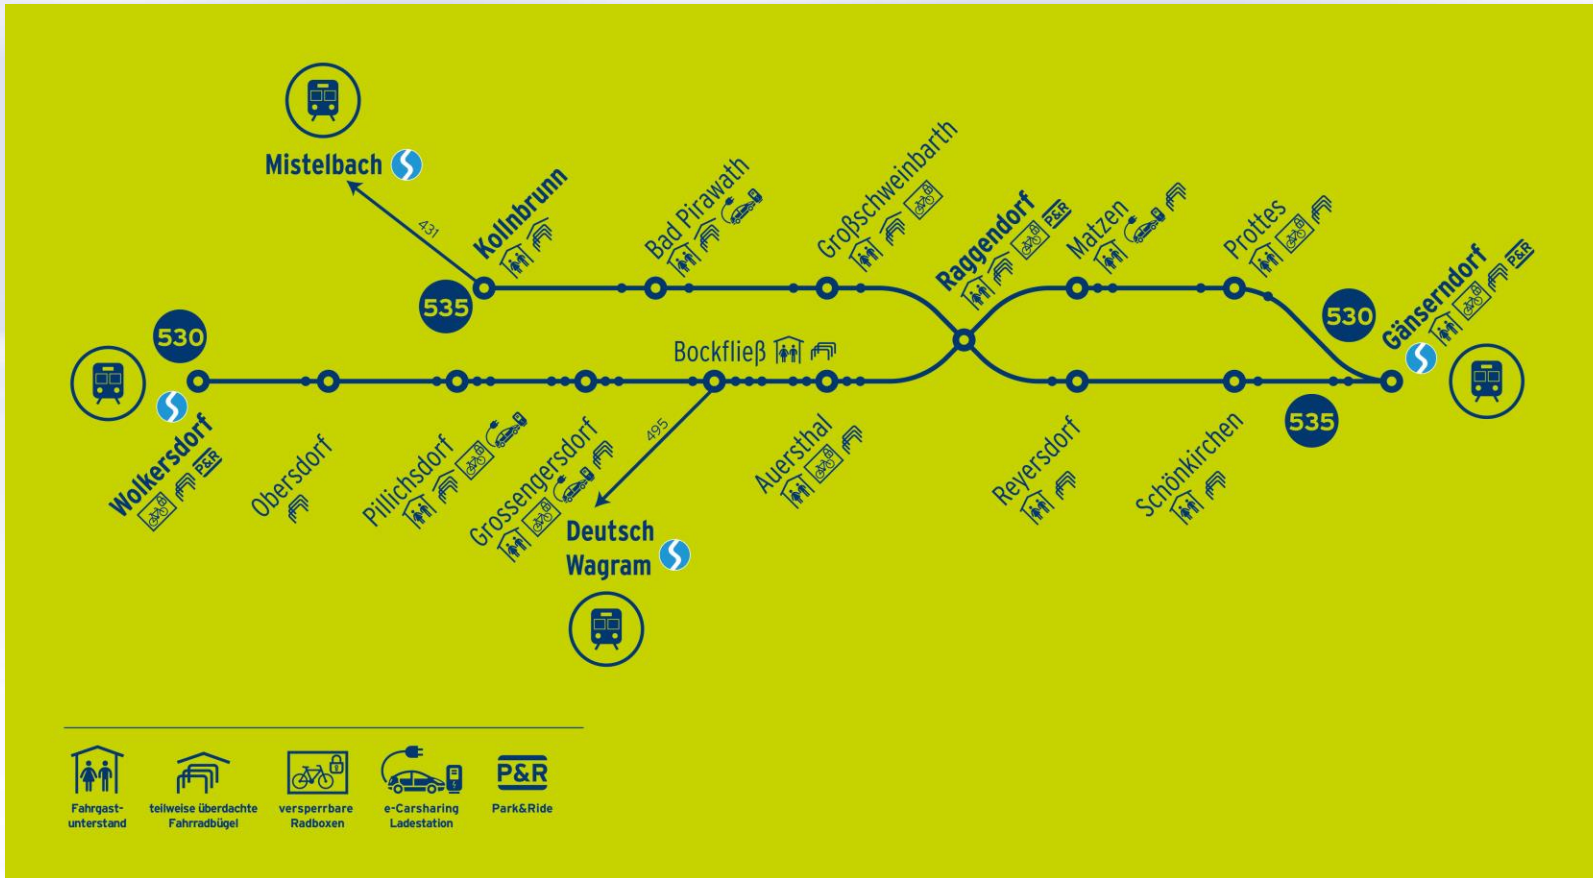 Mistelbach
431
Kollnbrunn
Bad Pirawath
Großschweinbarth
Raggendorf
P&R
Matzen
Prottes
Gänserndorf
P&R
535
530
530
Bockfließ
535
Wolkersdorf
P&R
Obersdorf
Pillichsdorf
Grossengersdorf
495
Deutsch
Wagram
Auersthal
Reyersdorf
Schönkirchen
P&R
Fahrgast-
unterstand
teilweise überdachte
Fahrradbügel
versperrbare
Radboxen
e-Carsharing
Ladestation
Park&Ride